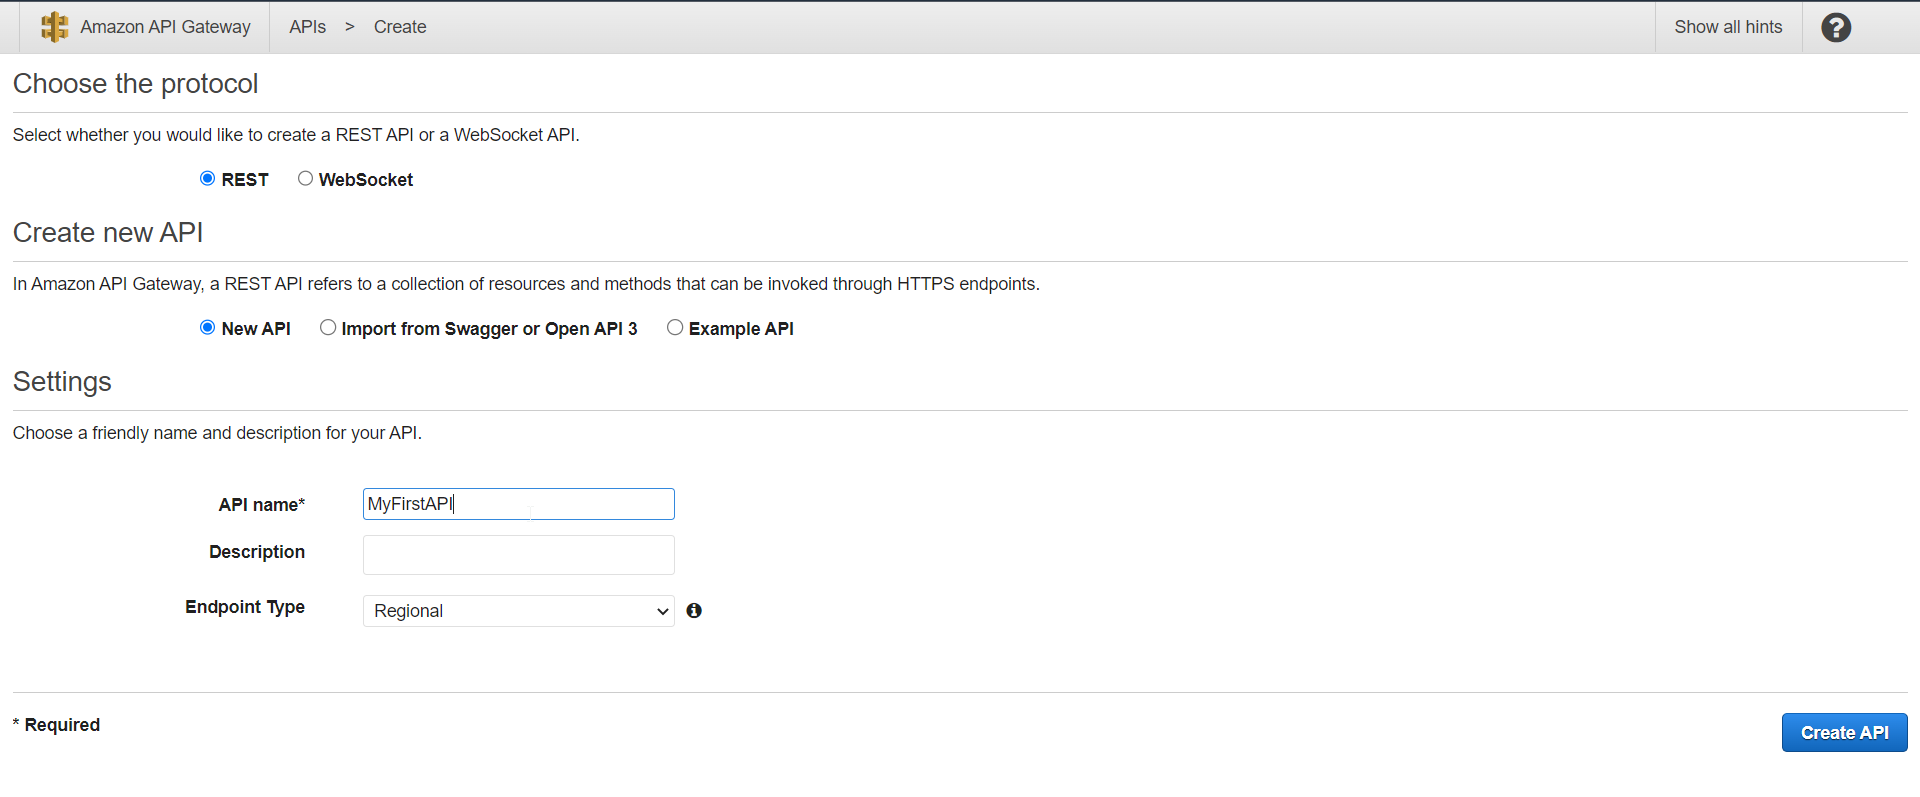 Amazon API Gateway APIs > Create Show all hints ?
Choose the protocol
Select whether you would like to create a REST API or a WebSocket API.
REST WebSocket
Create new API
In Amazon API Gateway, a REST API refers to a collection of resources and methods that can be invoked through HTTPS endpoints.
New API Import from Swagger or Open API 3 Example API
Settings
Choose a friendly name and description for your API.
API name* MyFirstAPI
Description
Endpoint Type Regional i
* Required
Create API